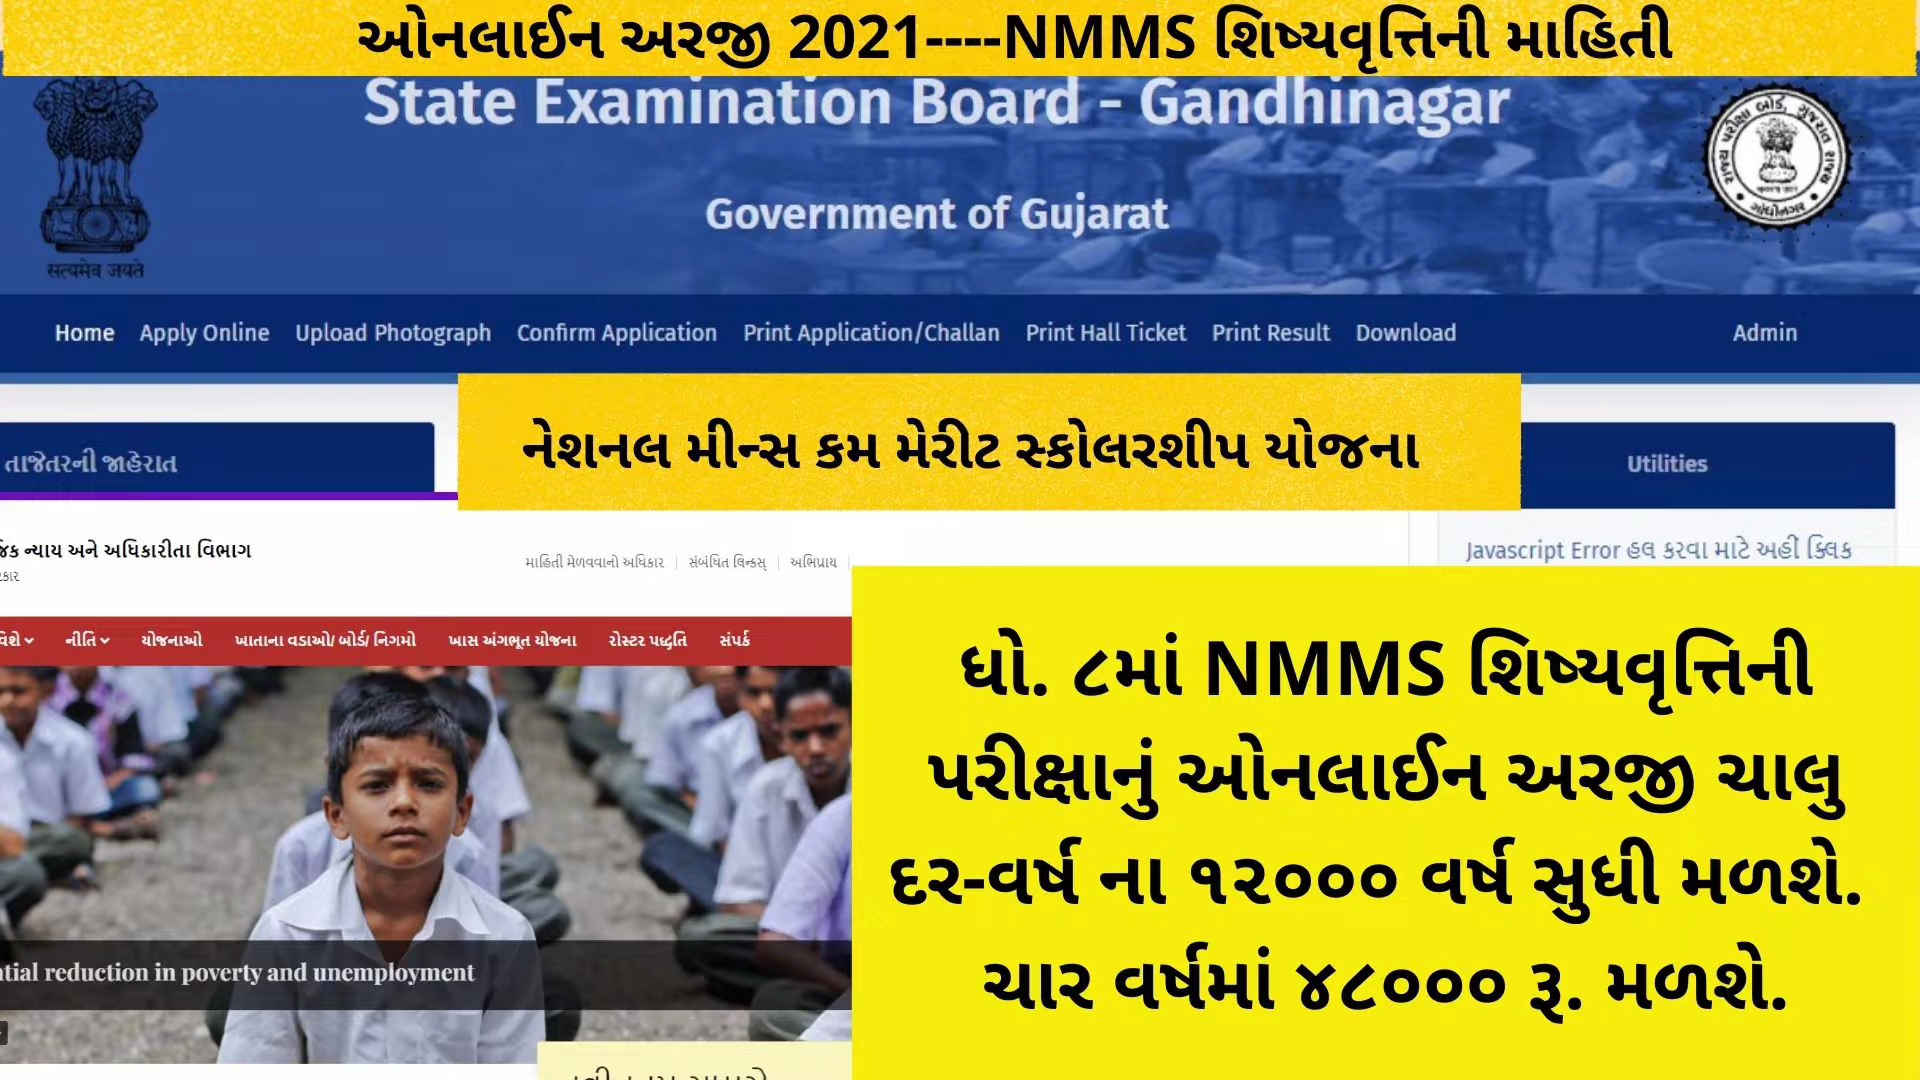 ઓનલાઈન અરજી 2021----NMMS શિષ્યવૃત્તિની માહિતી
State Examination Board - Gandhinagar
Government of Gujarat
सत्यमेव जयते
રાજ્ય પરીક્ષા બોર્ડ, ગુજરાત રાજ્ય
ગાંધીનગર
Home Apply Online Upload Photograph Confirm Application Print Application/Challan Print Hall Ticket Print Result Download Admin
તાજેતરની જાહેરાત
નેશનલ મીન્સ કમ મેરીટ સ્કોલરશીપ યોજના
Utilities
Javascript Error હલ કરવા માટે અહીં ક્લિક
ન્યાય અને અધિકારીતા વિભાગ
માહિતી મેળવવાનો અધિકાર | સંબંધિત લિન્કસ્ | અભિપ્રાય |
નીતિ યોજનાઓ ખાતાના વડાઓ/ બોર્ડ/ નિગમો ખાસ અંગભૂત યોજના રોસ્ટર પદ્ધતિ સંપર્ક
ધો. ૮માં NMMS શિષ્યવૃત્તિની
પરીક્ષાનું ઓનલાઈન અરજી ચાલુ
દર-વર્ષ ના ૧૨૦૦૦ વર્ષ સુધી મળશે.
ચાર વર્ષમાં ૪૮૦૦૦ રૂ. મળશે.
reduction in poverty and unemployment